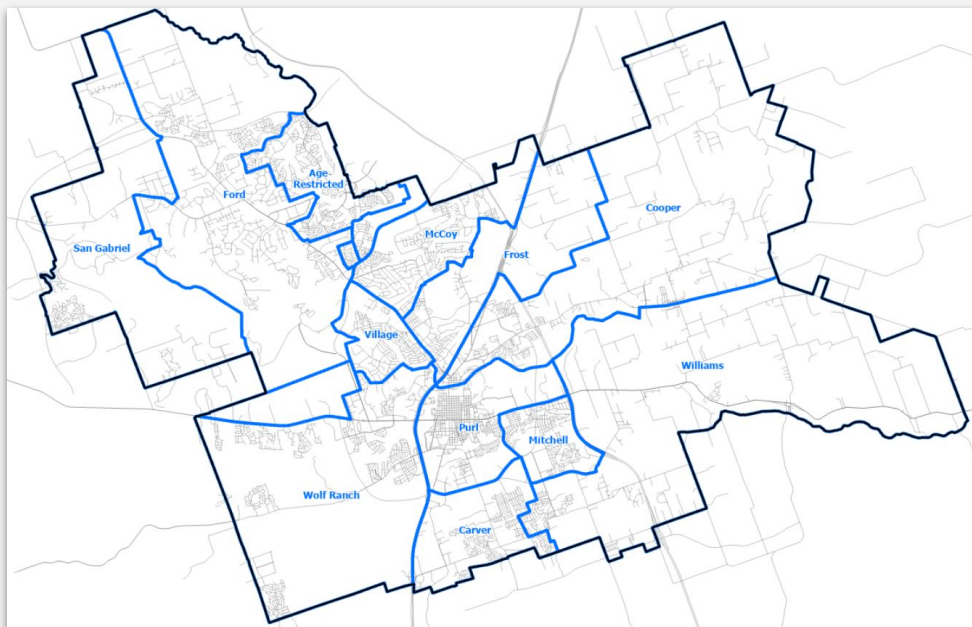 Age
Restricted
Ford
Cooper
McCoy
San Gabriel
Frost
Village
Williams
Purl
Mitchell
Wolf Ranch
Carver